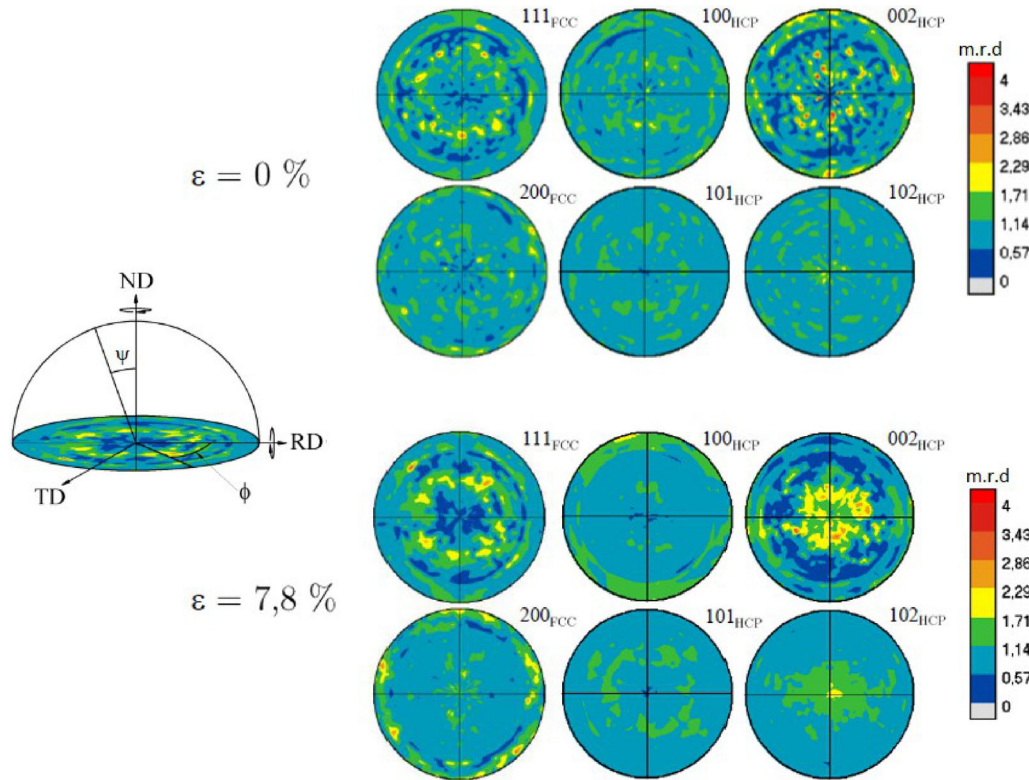 111FCC 100HCP 002HCP
m.r.d
4
3,43
2,86
2,29
1,71
1,14
0,57
0
ε = 0 %
200FCC 101HCP 102HCP
ND
ψ
RD
TD
ϕ
111FCC 100HCP 002HCP
m.r.d
4
3,43
2,86
2,29
1,71
1,14
0,57
0
ε = 7,8 %
200FCC 101HCP 102HCP